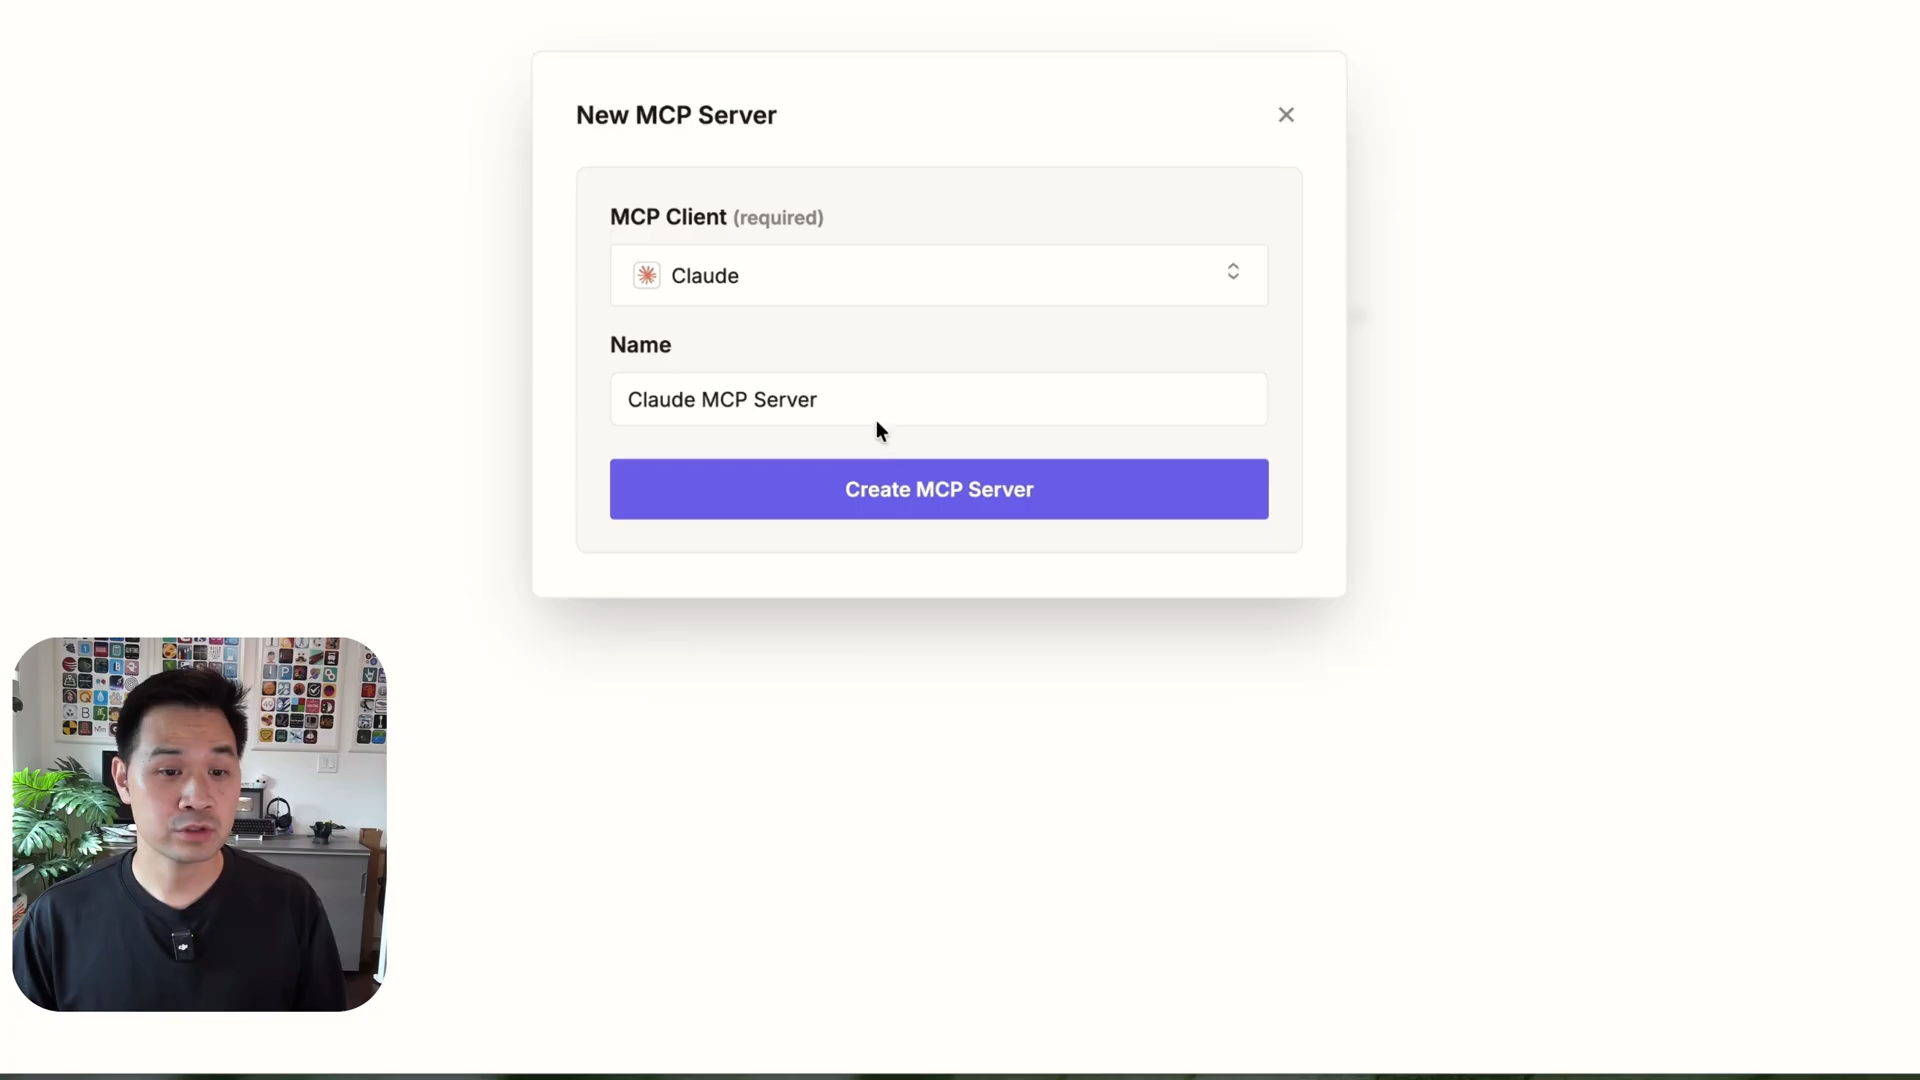 New MCP Server
MCP Client (required)
Claude
Name
Claude MCP Server
Create MCP Server